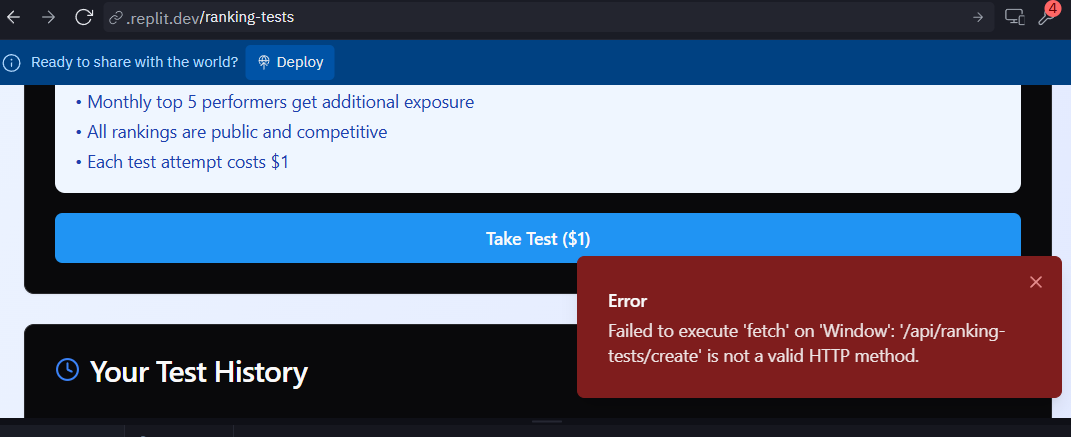 .replit.dev/ranking-tests
4
Ready to share with the world? Deploy
• Monthly top 5 performers get additional exposure
• All rankings are public and competitive
• Each test attempt costs $1
Take Test ($1)
Error
Failed to execute 'fetch' on 'Window': '/api/ranking-
tests/create' is not a valid HTTP method.
Your Test History